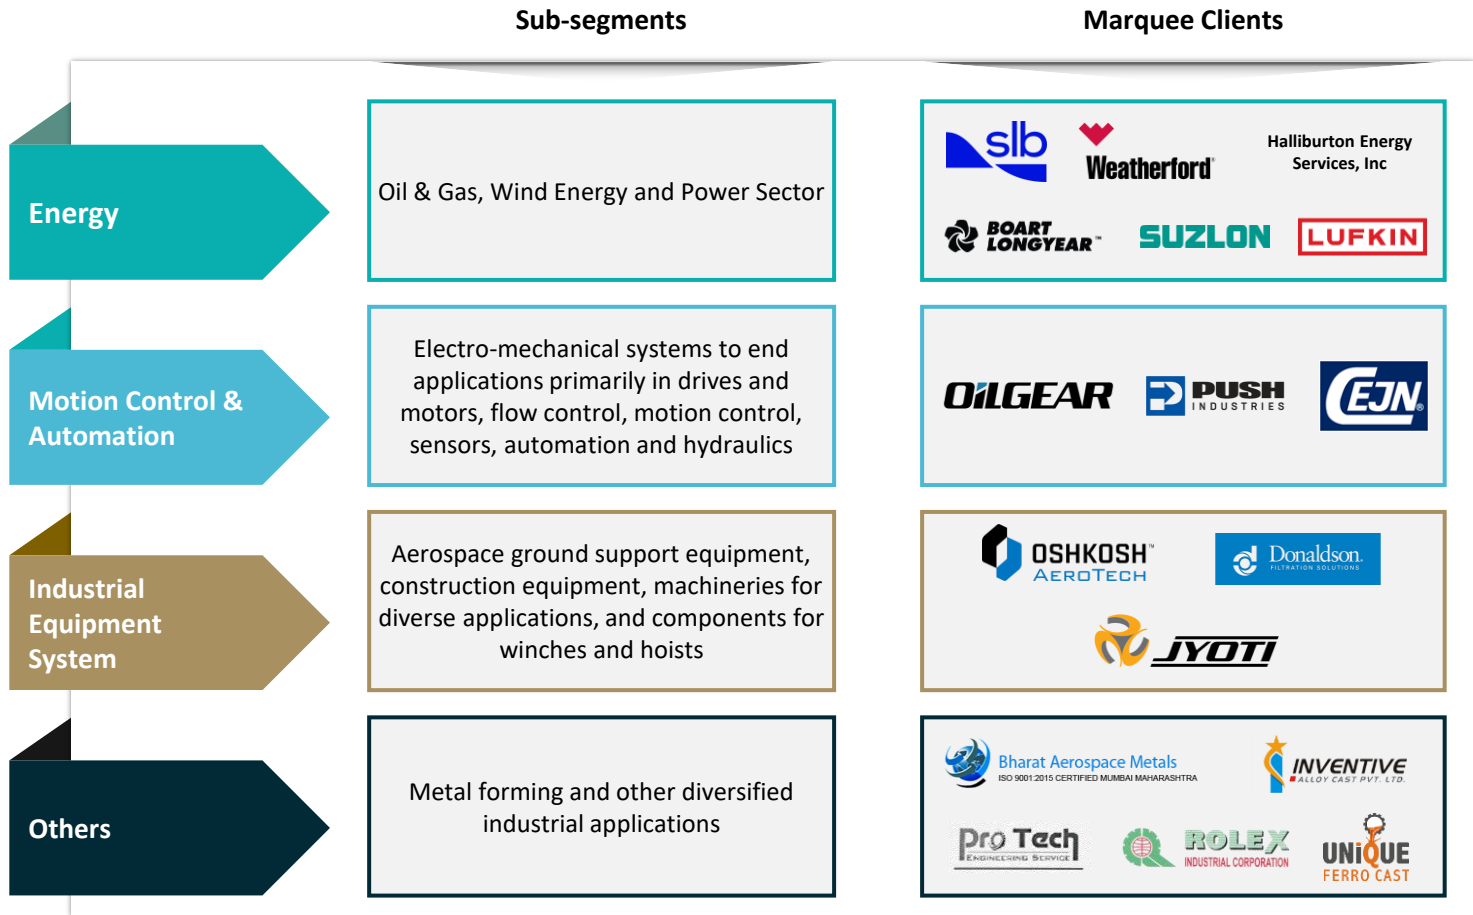 Sub-segments
Marquee Clients
Energy
Oil & Gas, Wind Energy and Power Sector
slb
Weatherford
Halliburton Energy
Services, Inc
BOART
LONGYEAR™
SUZLON
LUFKIN
Motion Control &
Automation
Electro-mechanical systems to end
applications primarily in drives and
motors, flow control, motion control,
sensors, automation and hydraulics
OiLGEAR
PUSH
INDUSTRIES
CEJN®
Industrial
Equipment
System
Aerospace ground support equipment,
construction equipment, machineries for
diverse applications, and components for
winches and hoists
OSHKOSH™
AEROTECH
Donaldson.
FILTRATION SOLUTIONS
JYOTI
Others
Metal forming and other diversified
industrial applications
Bharat Aerospace Metals
ISO 9001:2015 CERTIFIED MUMBAI MAHARASHTRA
INVENTIVE
ALLOY CAST PVT. LTD.
Pro Tech
ENGINEERING SERVICE
ROLEX
INDUSTRIAL CORPORATION
UNiQUE
FERRO CAST